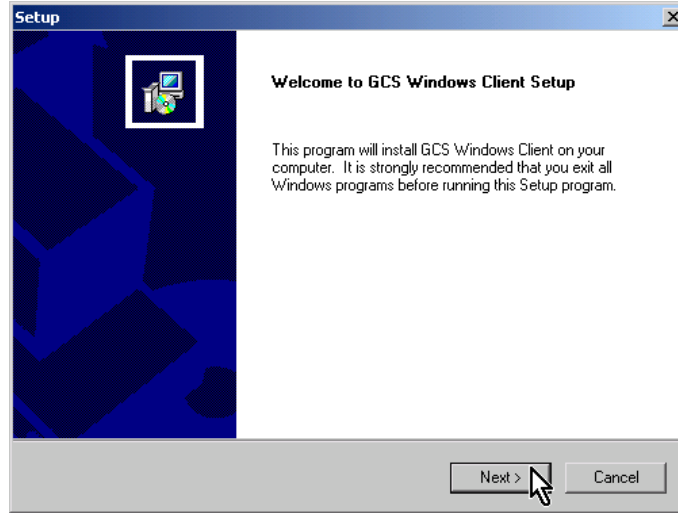 Setup
Welcome to GCS Windows Client Setup
This program will install GCS Windows Client on your
computer. It is strongly recommended that you exit all
Windows programs before running this Setup program.
Next >
Cancel